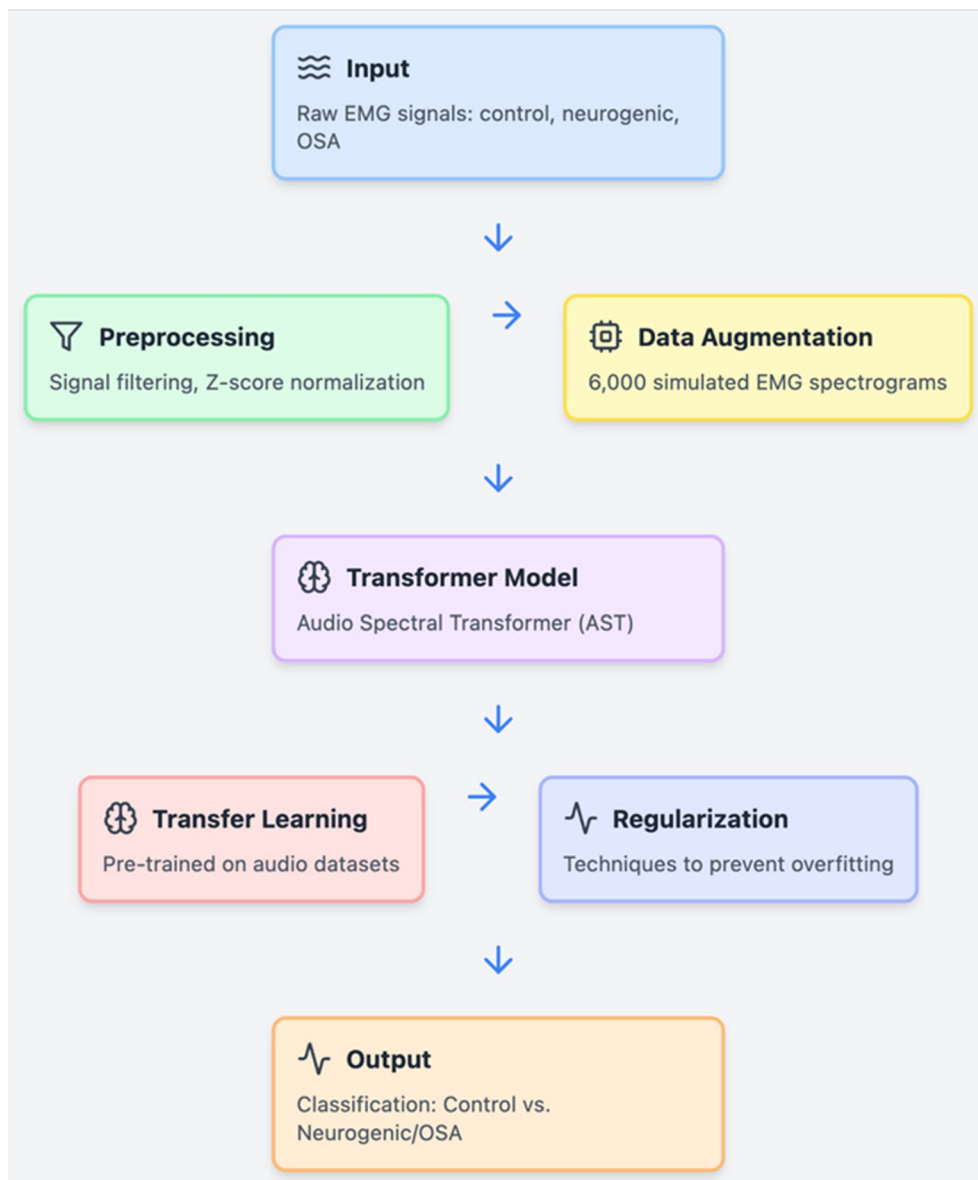 Input
Raw EMG signals: control, neurogenic,
OSA
Preprocessing
Signal filtering, Z-score normalization
Data Augmentation
6,000 simulated EMG spectrograms
Transformer Model
Audio Spectral Transformer (AST)
Transfer Learning
Pre-trained on audio datasets
Regularization
Techniques to prevent overfitting
Output
Classification: Control vs.
Neurogenic/OSA